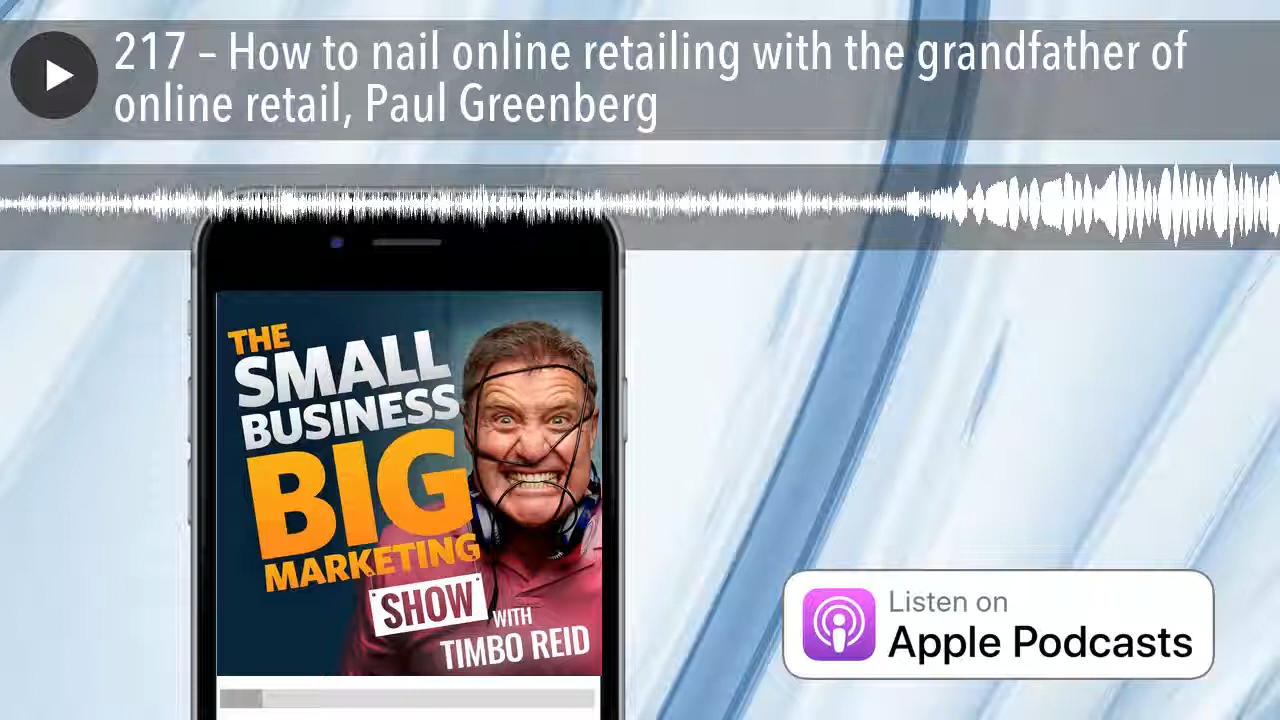 217 – How to nail online retailing with the grandfather of
online retail, Paul Greenberg
THE
SMALL
BUSINESS
BIG
MARKETING
SHOW
WITH
TIMBO REID
Listen on
Apple Podcasts